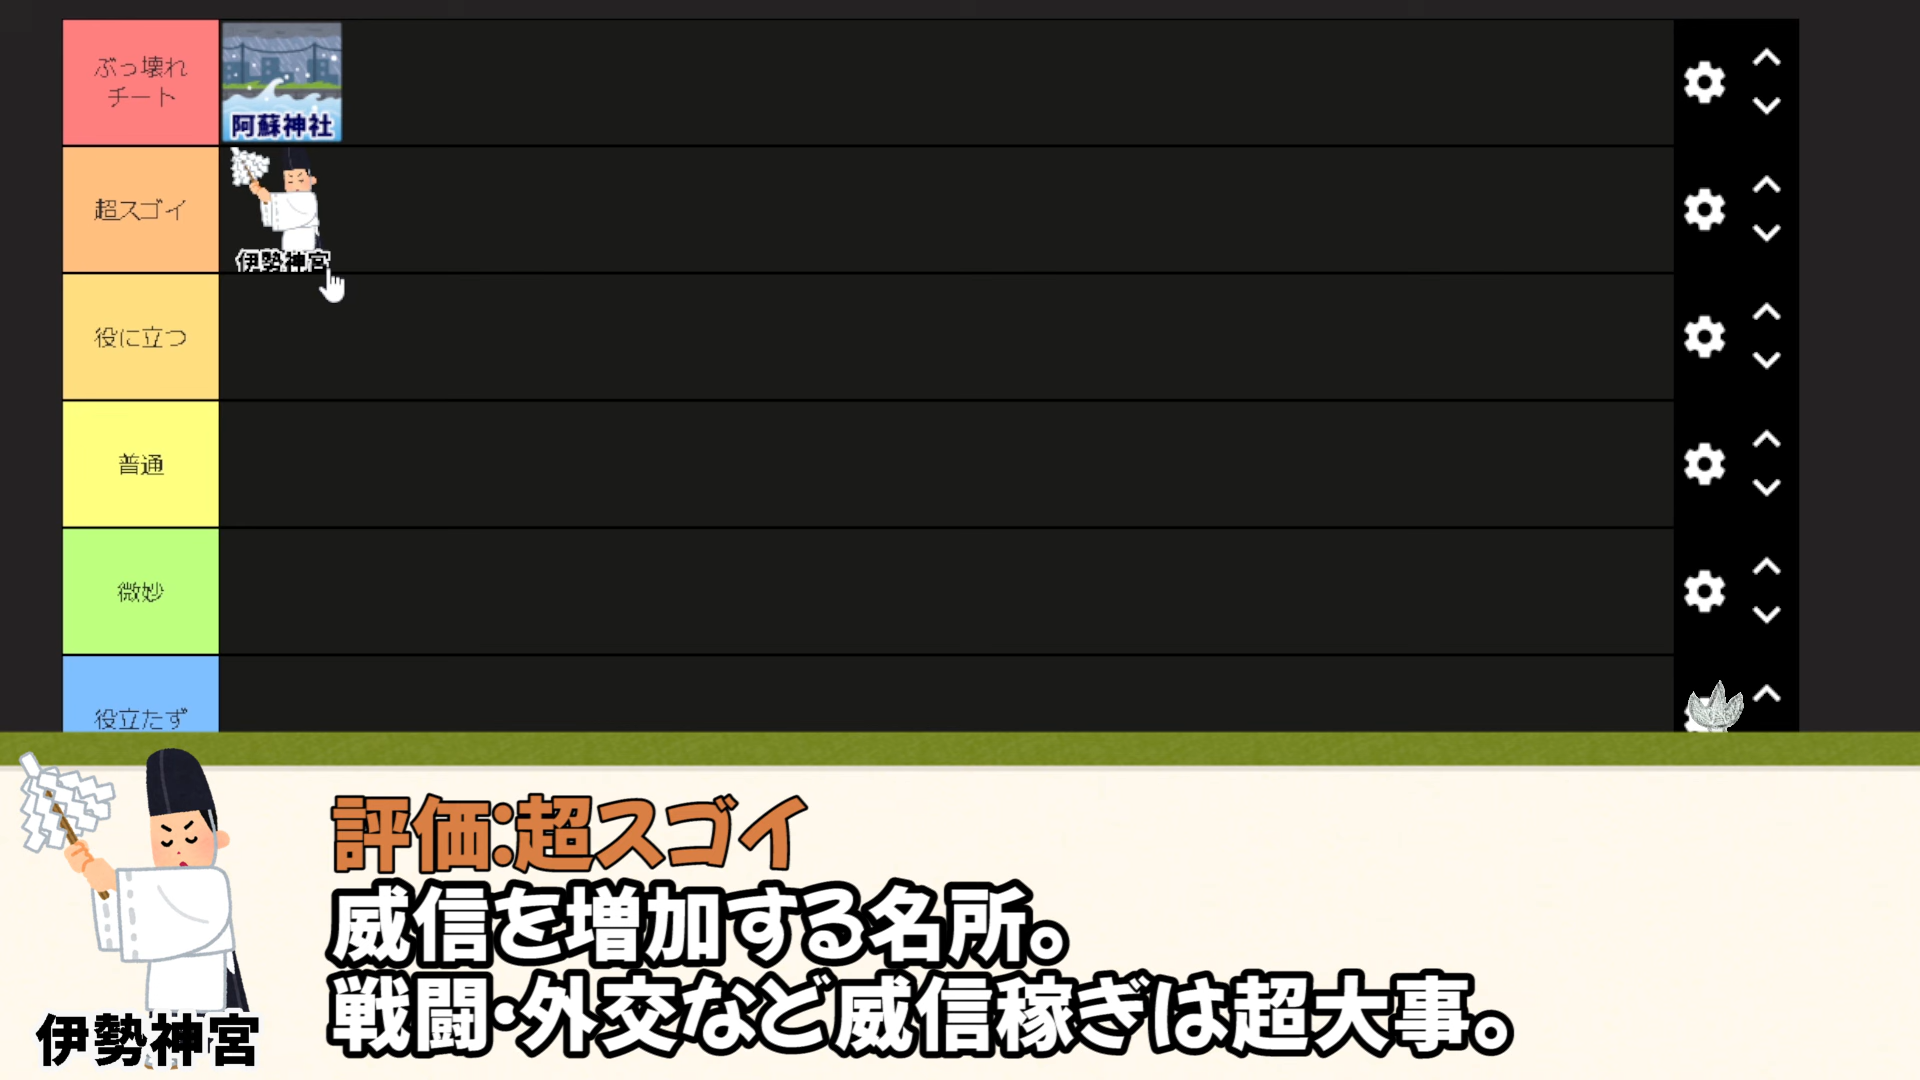 ぶっ壊れ
チート
阿蘇神社
超スゴイ
伊勢神宮
役に立つ
普通
微妙
役立たず
評価:超スゴイ
威信を増加する名所。
戦闘・外交など威信稼ぎは超大事。
伊勢神宮